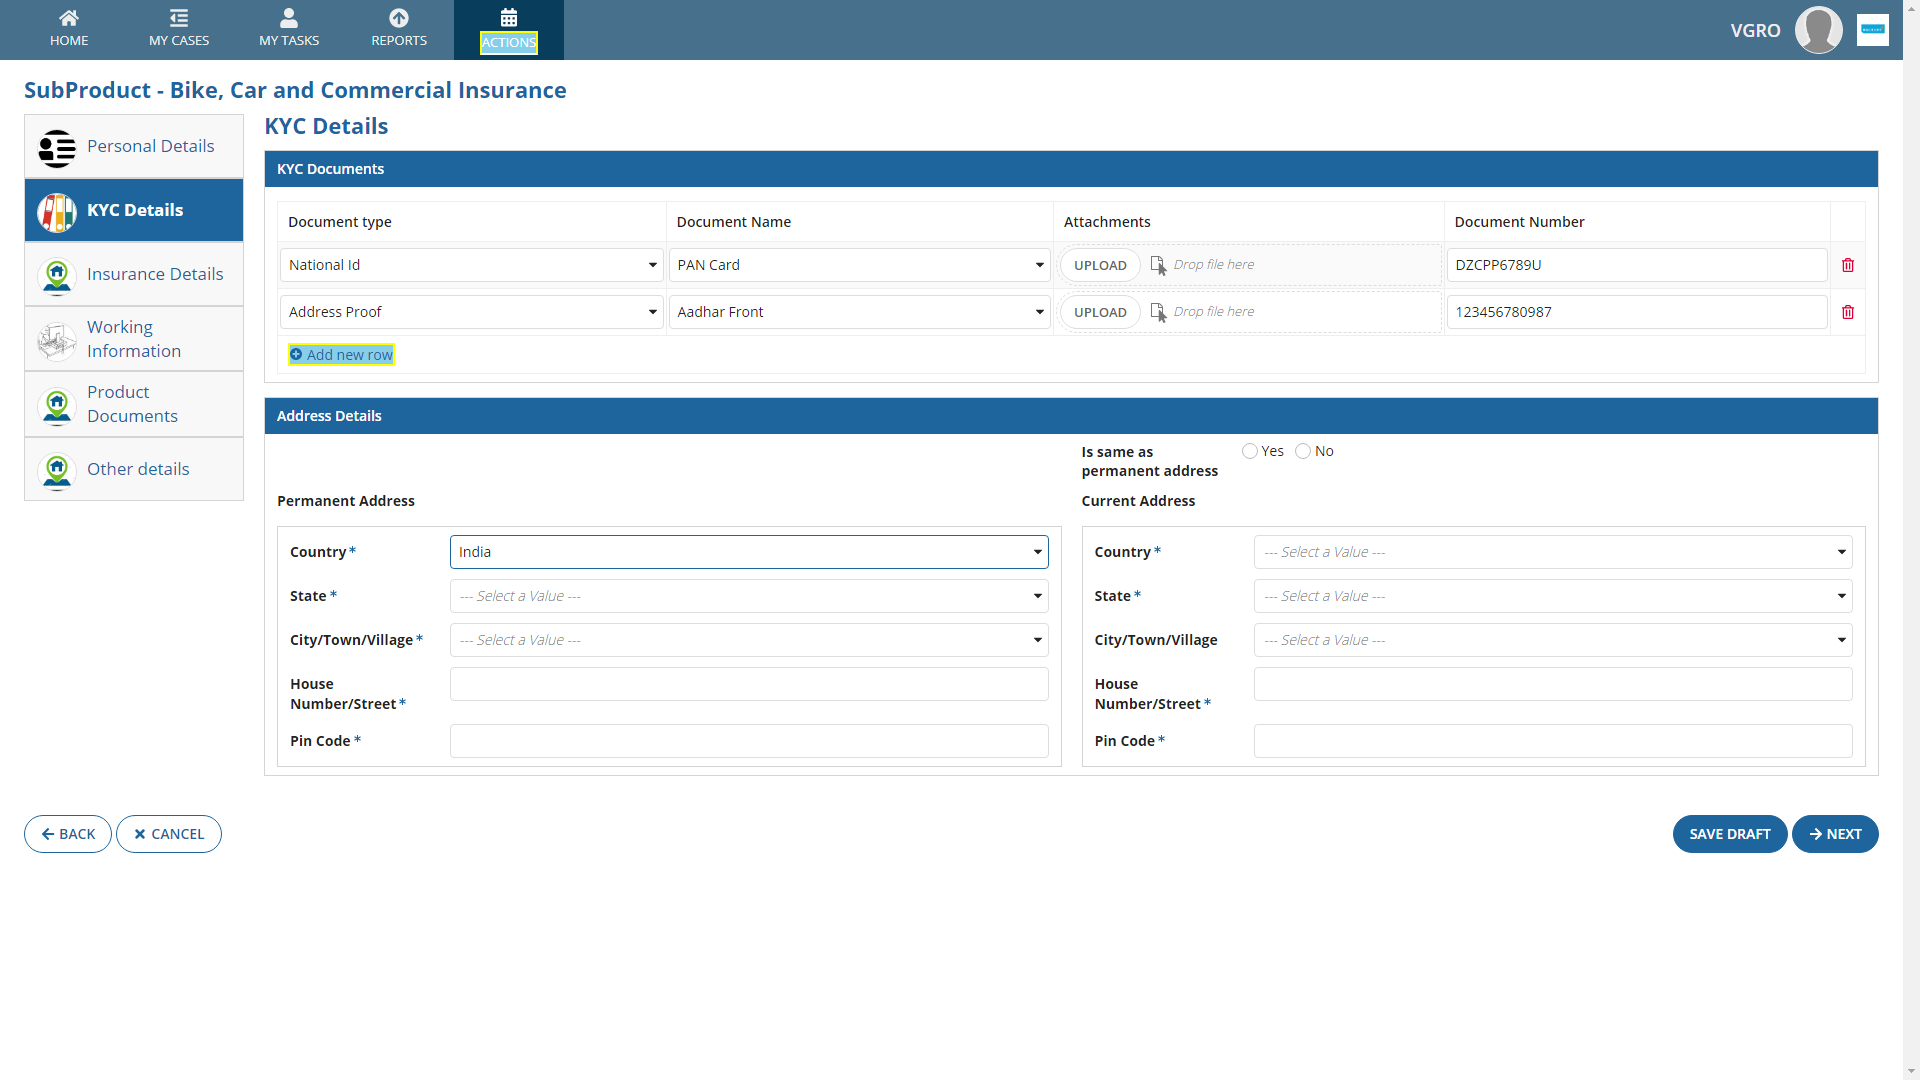 HOME
MY CASES
MY TASKS
REPORTS
ACTIONS
VGRO
SubProduct - Bike, Car and Commercial Insurance
Personal Details
KYC Details
Insurance Details
Working
Information
Product
Documents
Other details
KYC Details
KYC Documents
Document type Document Name Attachments Document Number
National Id PAN Card UPLOAD Drop file here DZCPP6789U
Address Proof Aadhar Front UPLOAD Drop file here 123456780987
Add new row
Address Details
Is same as
permanent address
Yes No
Permanent Address
Country * India
State * --- Select a Value ---
City/Town/Village * --- Select a Value ---
House
Number/Street *
Pin Code *
Current Address
Country * --- Select a Value ---
State * --- Select a Value ---
City/Town/Village --- Select a Value ---
House
Number/Street *
Pin Code *
BACK CANCEL SAVE DRAFT NEXT